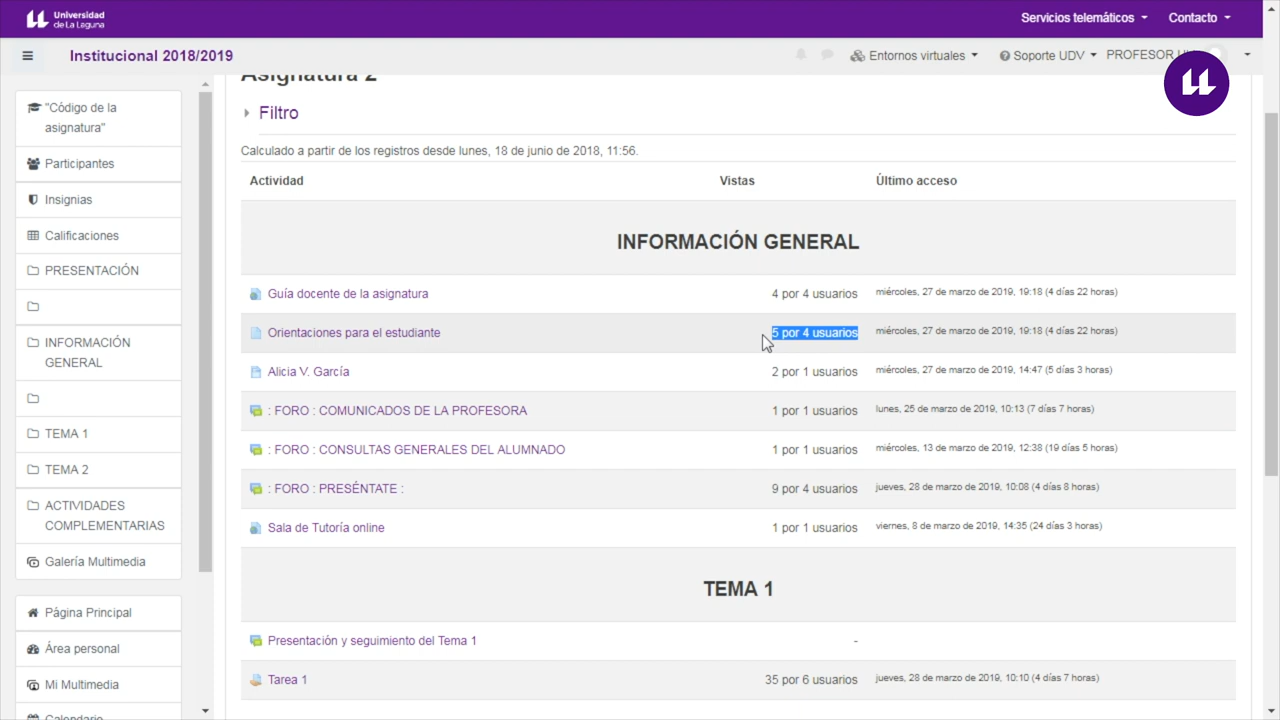 Universidad
de La Laguna
Servicios telemáticos
Contacto
Institucional 2018/2019
Entornos virtuales
Soporte UDV
PROFESOR
Asignatura 2
"Código de la
asignatura"
Participantes
Insignias
Calificaciones
PRESENTACIÓN
INFORMACIÓN
GENERAL
TEMA 1
TEMA 2
ACTIVIDADES
COMPLEMENTARIAS
Galería Multimedia
Página Principal
Área personal
Mi Multimedia
Calendario
Filtro
Calculado a partir de los registros desde lunes, 18 de junio de 2018, 11:56.
Actividad Vistas Último acceso
INFORMACIÓN GENERAL
Guía docente de la asignatura 4 por 4 usuarios miércoles, 27 de marzo de 2019, 19:18 (4 días 22 horas)
Orientaciones para el estudiante 5 por 4 usuarios miércoles, 27 de marzo de 2019, 19:18 (4 días 22 horas)
Alicia V. García 2 por 1 usuarios miércoles, 27 de marzo de 2019, 14:47 (5 días 3 horas)
: FORO : COMUNICADOS DE LA PROFESORA 1 por 1 usuarios lunes, 25 de marzo de 2019, 10:13 (7 días 7 horas)
: FORO : CONSULTAS GENERALES DEL ALUMNADO 1 por 1 usuarios miércoles, 13 de marzo de 2019, 12:38 (19 días 5 horas)
: FORO : PRESÉNTATE : 9 por 4 usuarios jueves, 28 de marzo de 2019, 10:08 (4 días 8 horas)
Sala de Tutoría online 1 por 1 usuarios viernes, 8 de marzo de 2019, 14:35 (24 días 3 horas)
TEMA 1
Presentación y seguimiento del Tema 1 -
Tarea 1 35 por 6 usuarios jueves, 28 de marzo de 2019, 10:10 (4 días 7 horas)